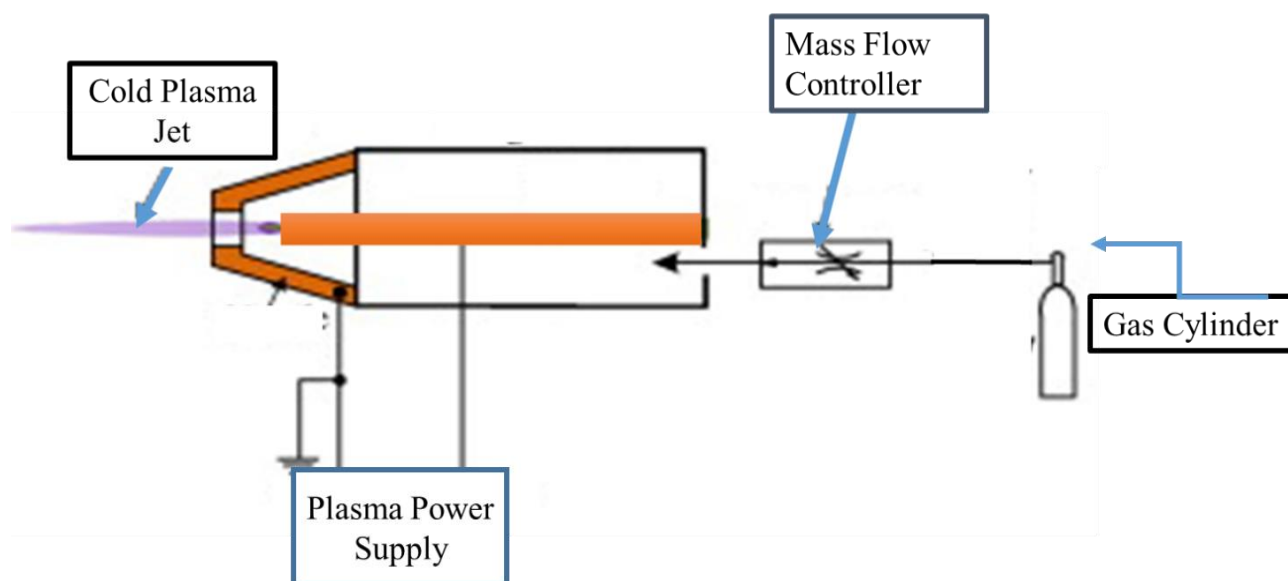 Mass Flow
Controller
Cold Plasma
Jet
Gas Cylinder
Plasma Power
Supply